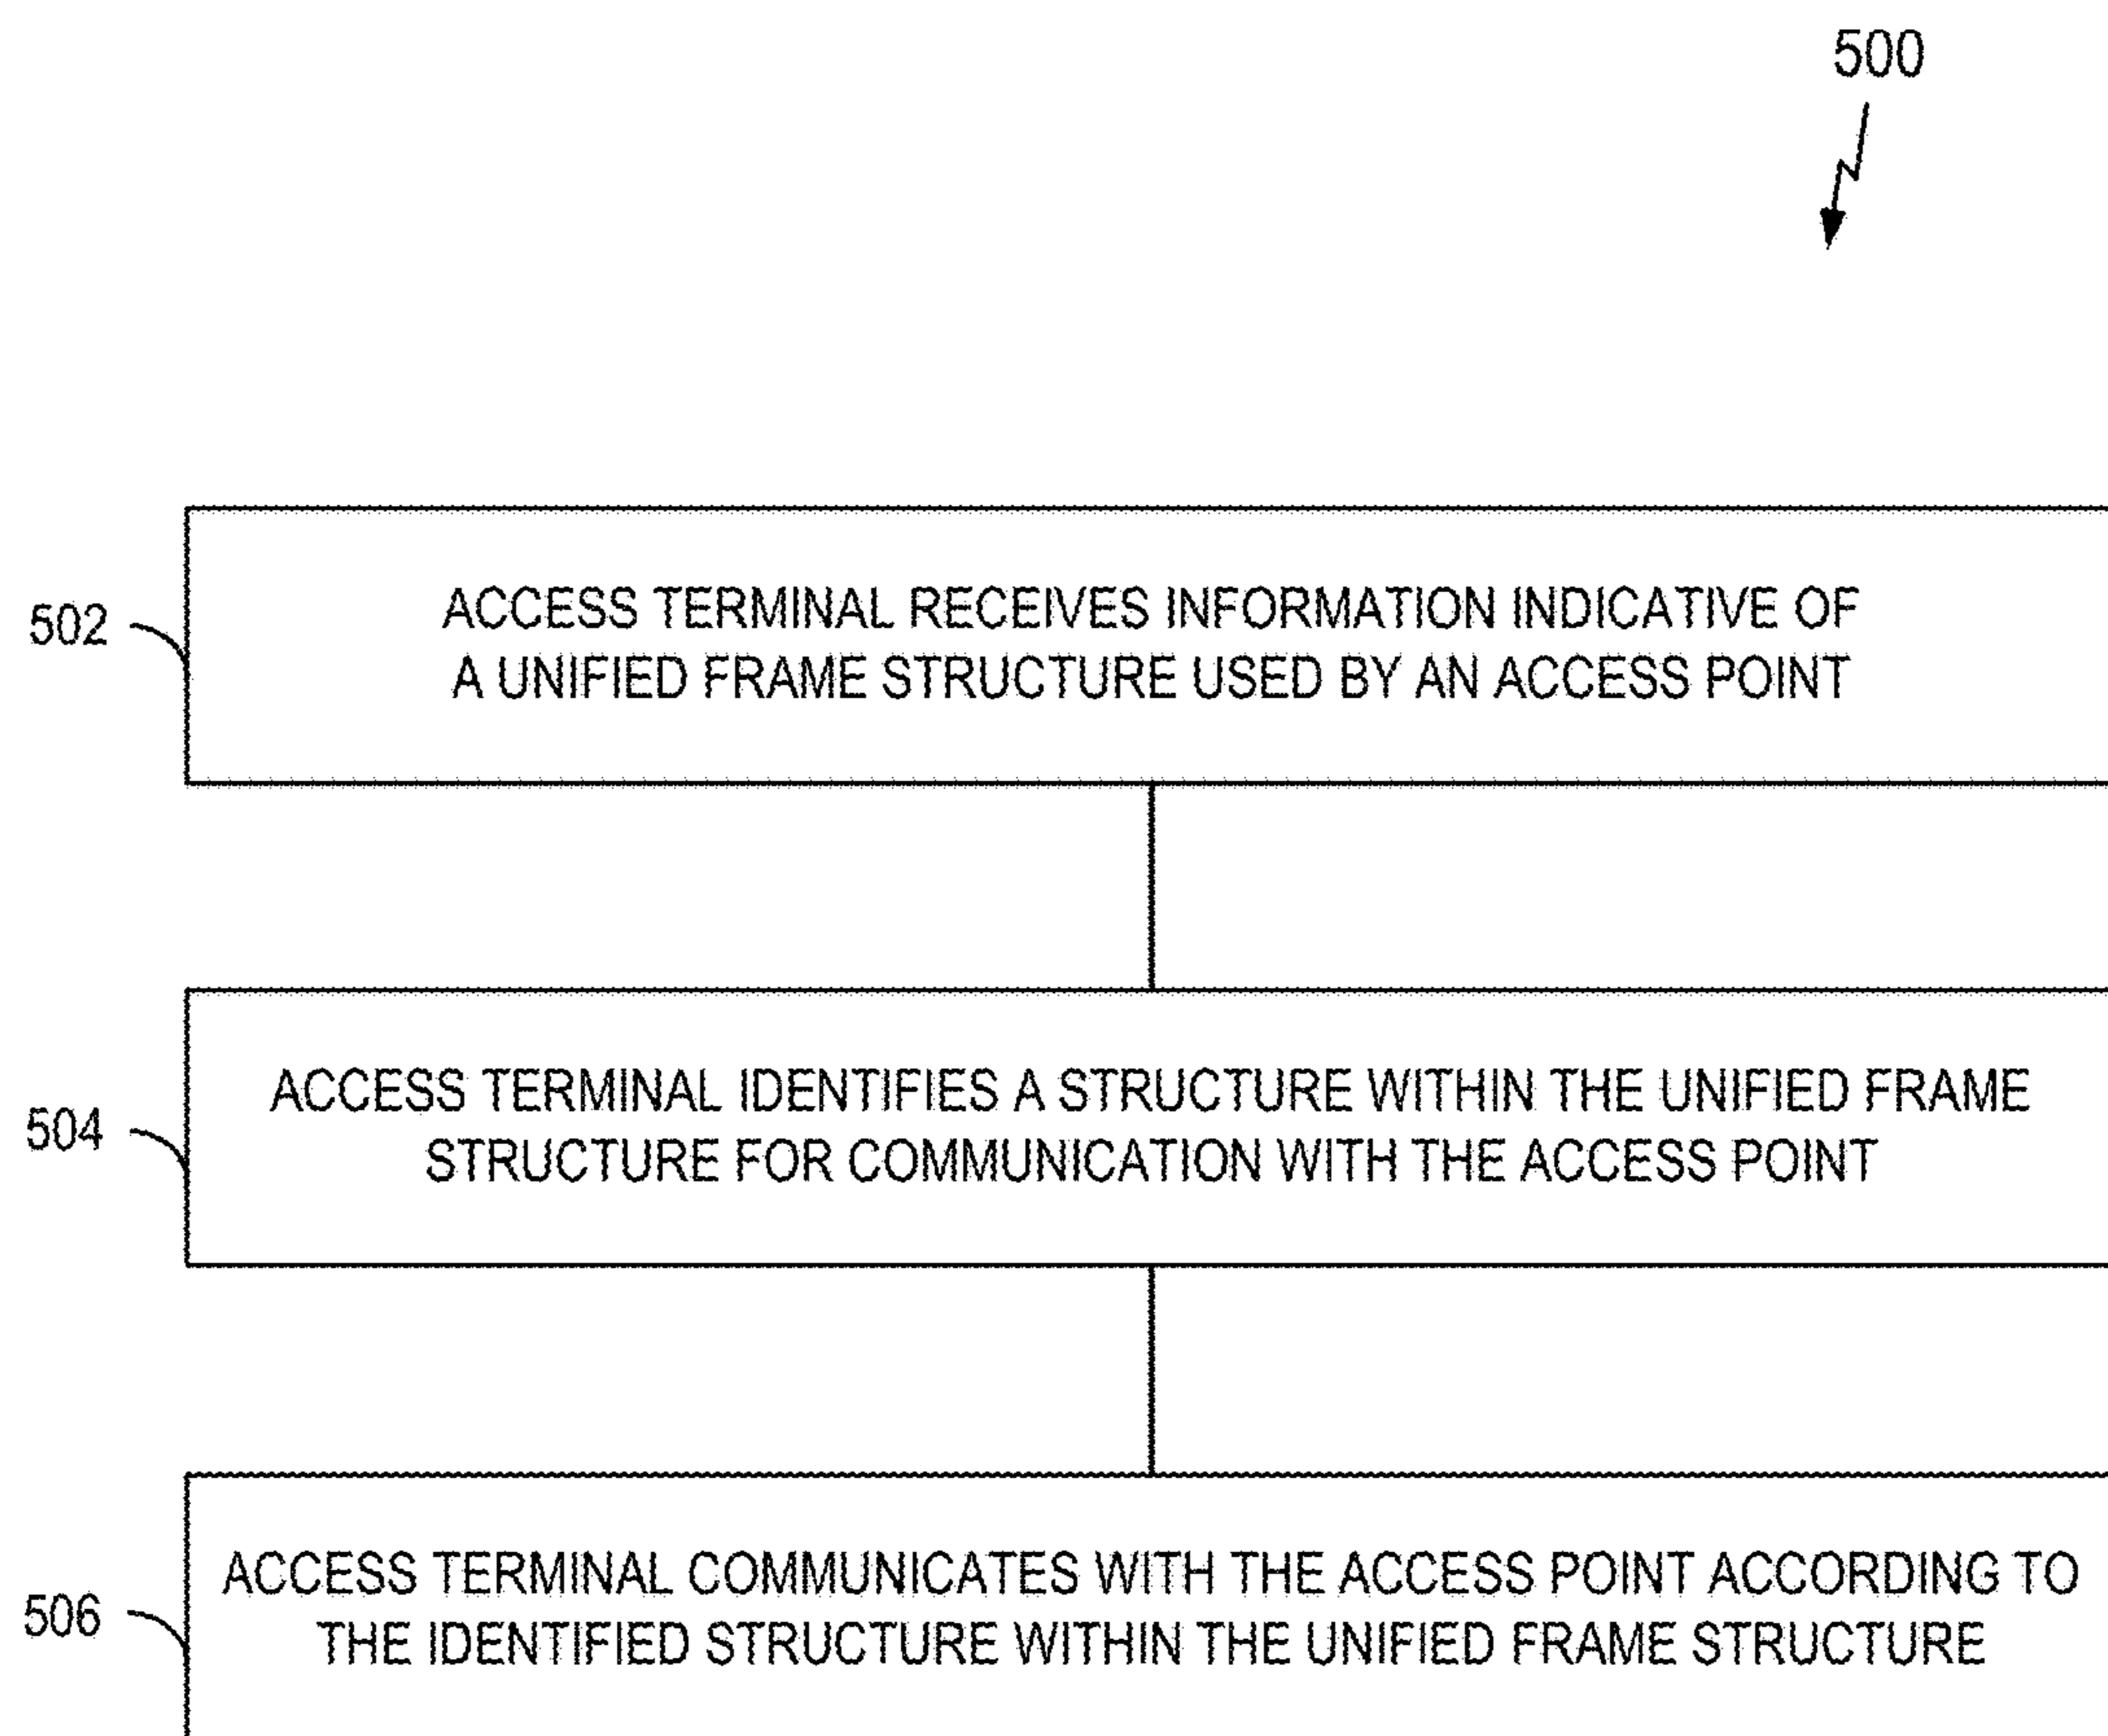 500
502
ACCESS TERMINAL RECEIVES INFORMATION INDICATIVE OF
A UNIFIED FRAME STRUCTURE USED BY AN ACCESS POINT
504
ACCESS TERMINAL IDENTIFIES A STRUCTURE WITHIN THE UNIFIED FRAME
STRUCTURE FOR COMMUNICATION WITH THE ACCESS POINT
506
ACCESS TERMINAL COMMUNICATES WITH THE ACCESS POINT ACCORDING TO
THE IDENTIFIED STRUCTURE WITHIN THE UNIFIED FRAME STRUCTURE